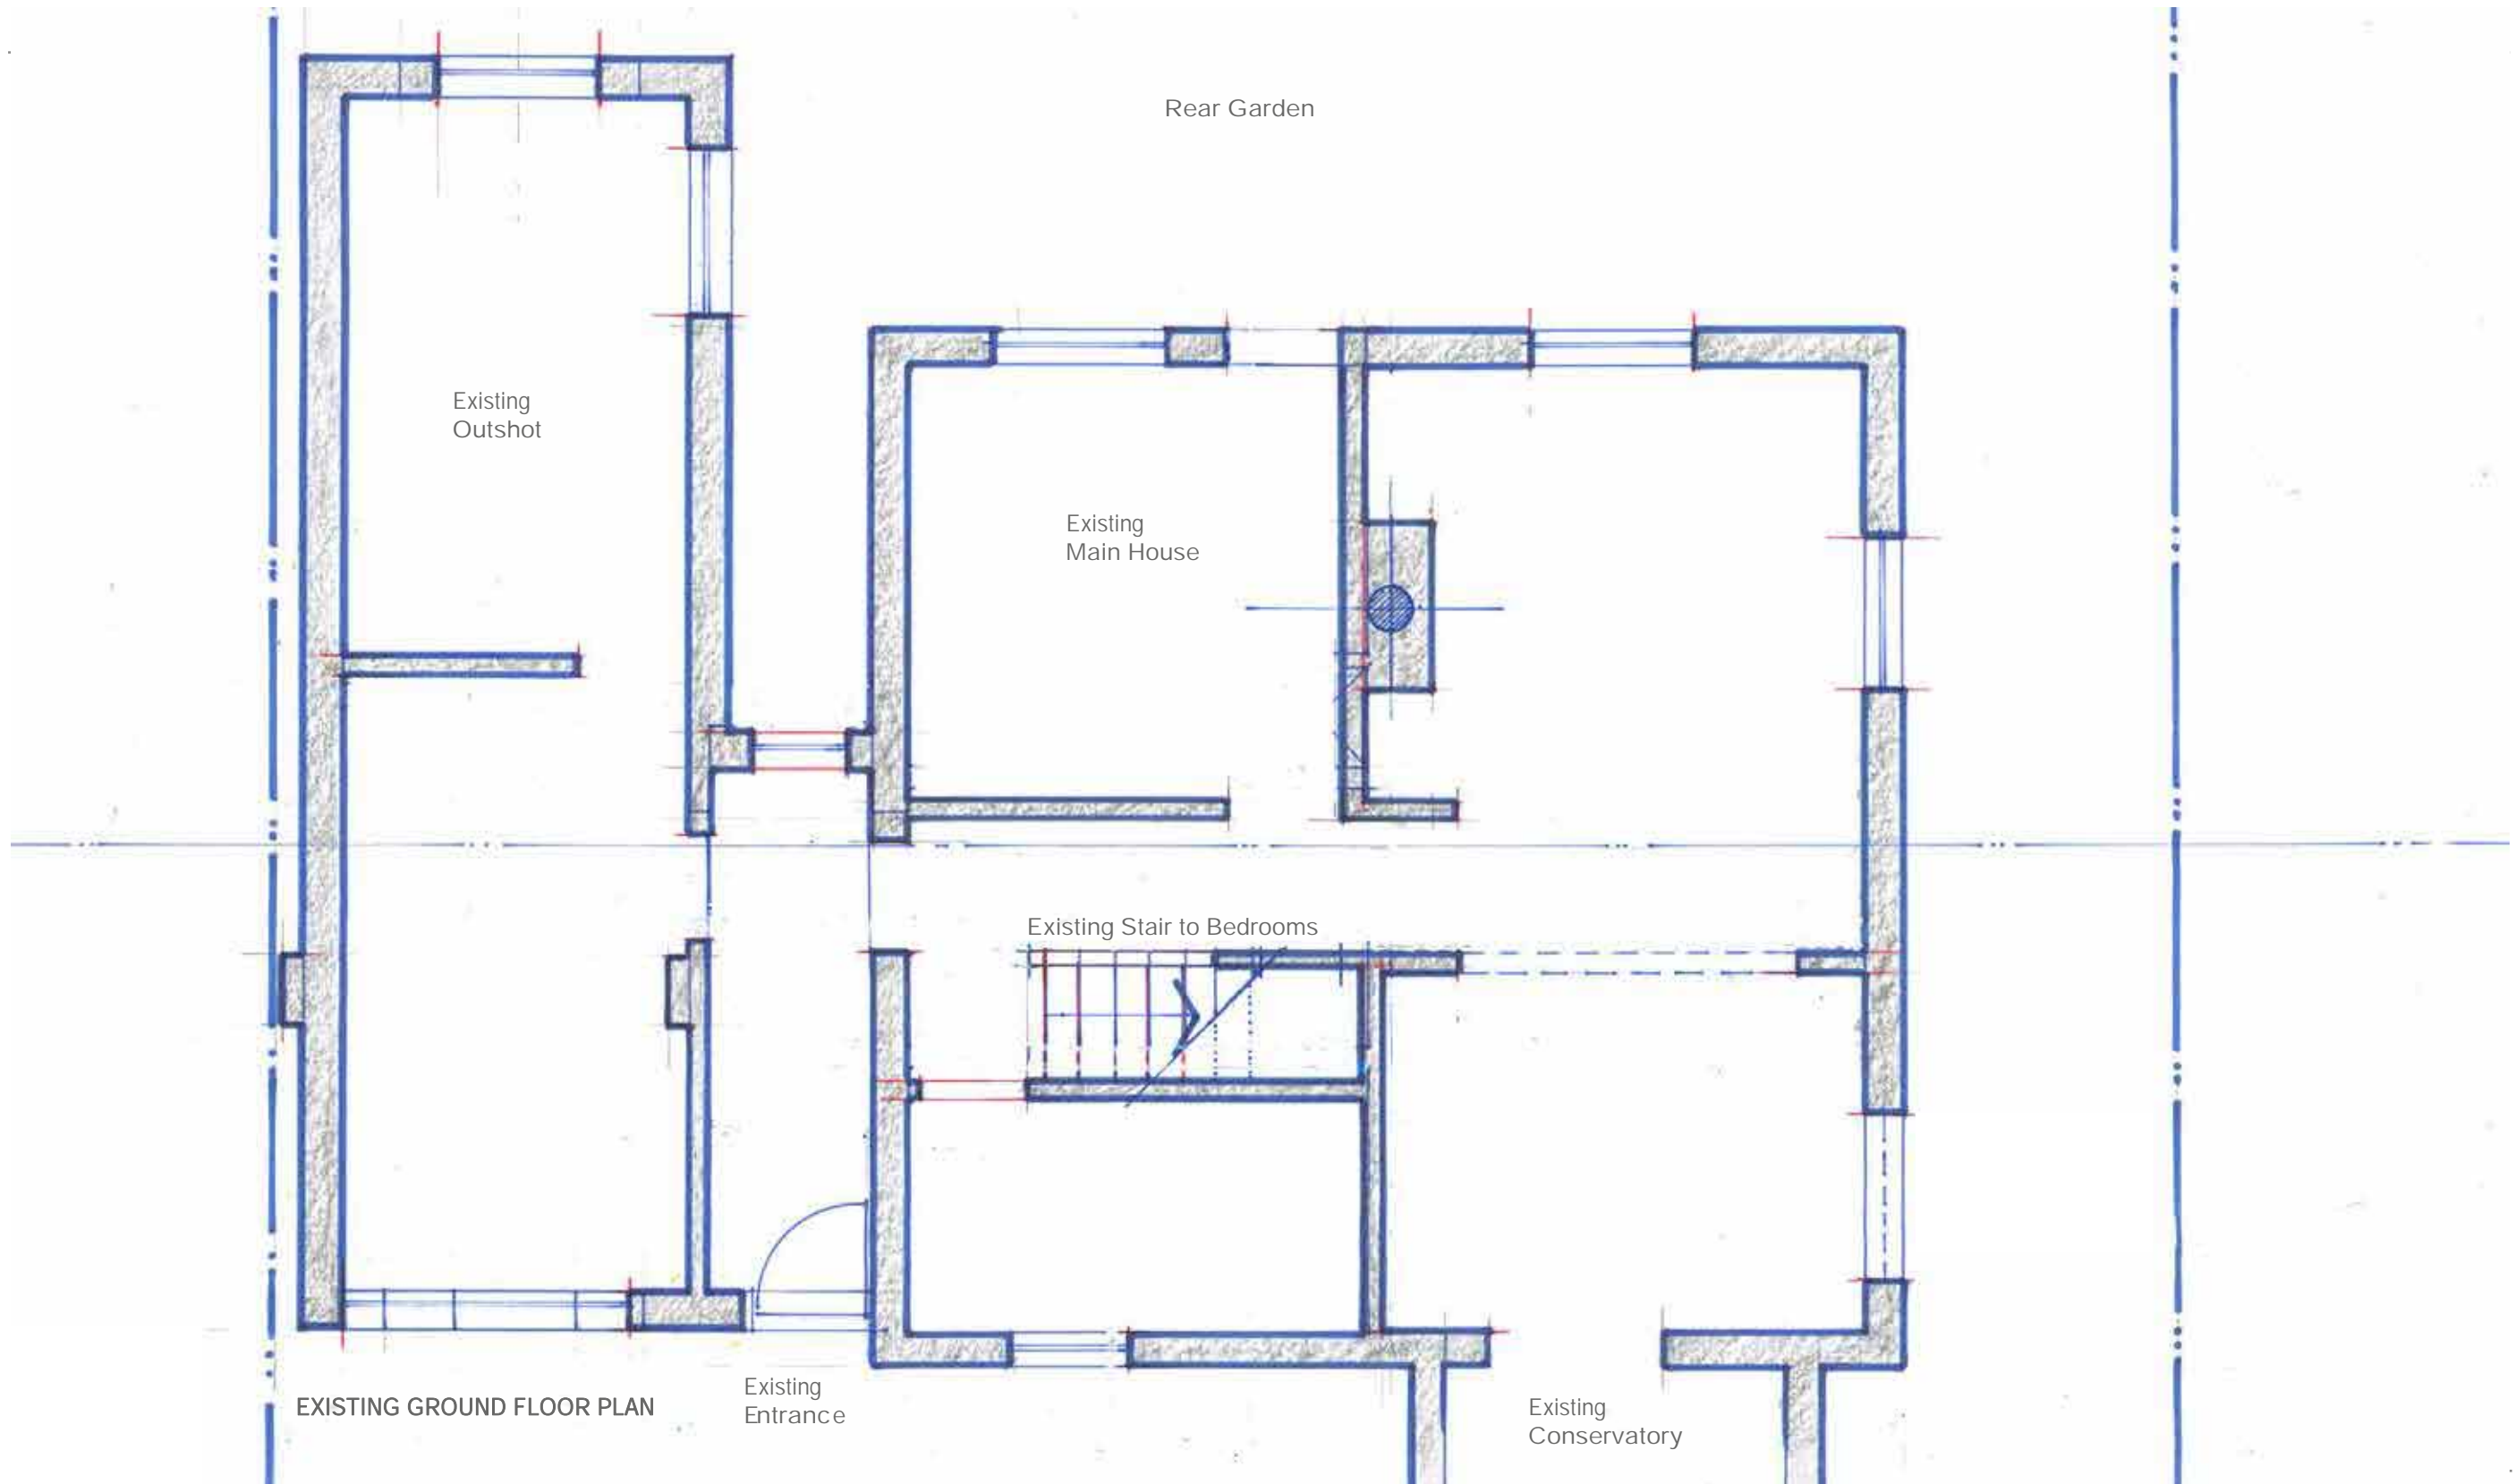 Rear Garden
Existing
Outshot
Existing
Main House
Existing Stair to Bedrooms
EXISTING GROUND FLOOR PLAN
Existing
Entrance
Existing
Conservatory